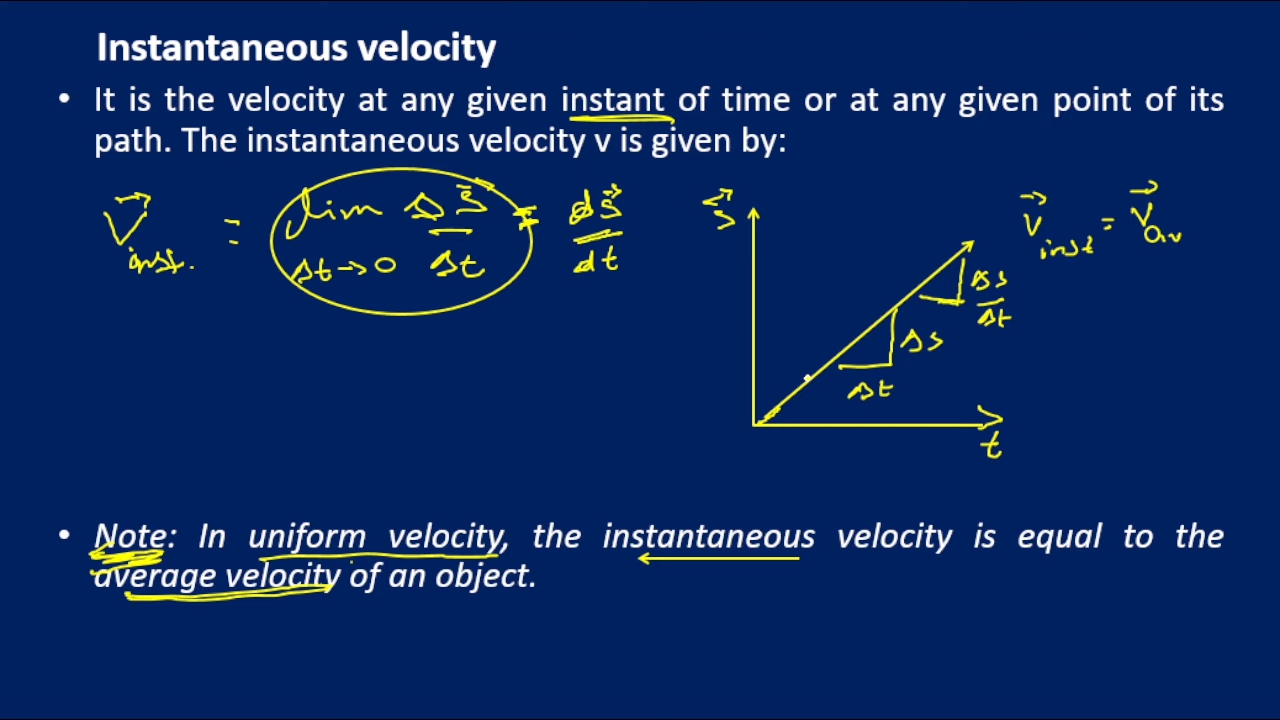 Instantaneous velocity
• It is the velocity at any given instant of time or at any given point of its
path. The instantaneous velocity v is given by:
V⃗inst. = lim Δt→0 Δs⃗/Δt = ds⃗/dt
s⃗
v⃗inst = v⃗av
Δs/Δt
Δs
Δt
t
• Note: In uniform velocity, the instantaneous velocity is equal to the
average velocity of an object.